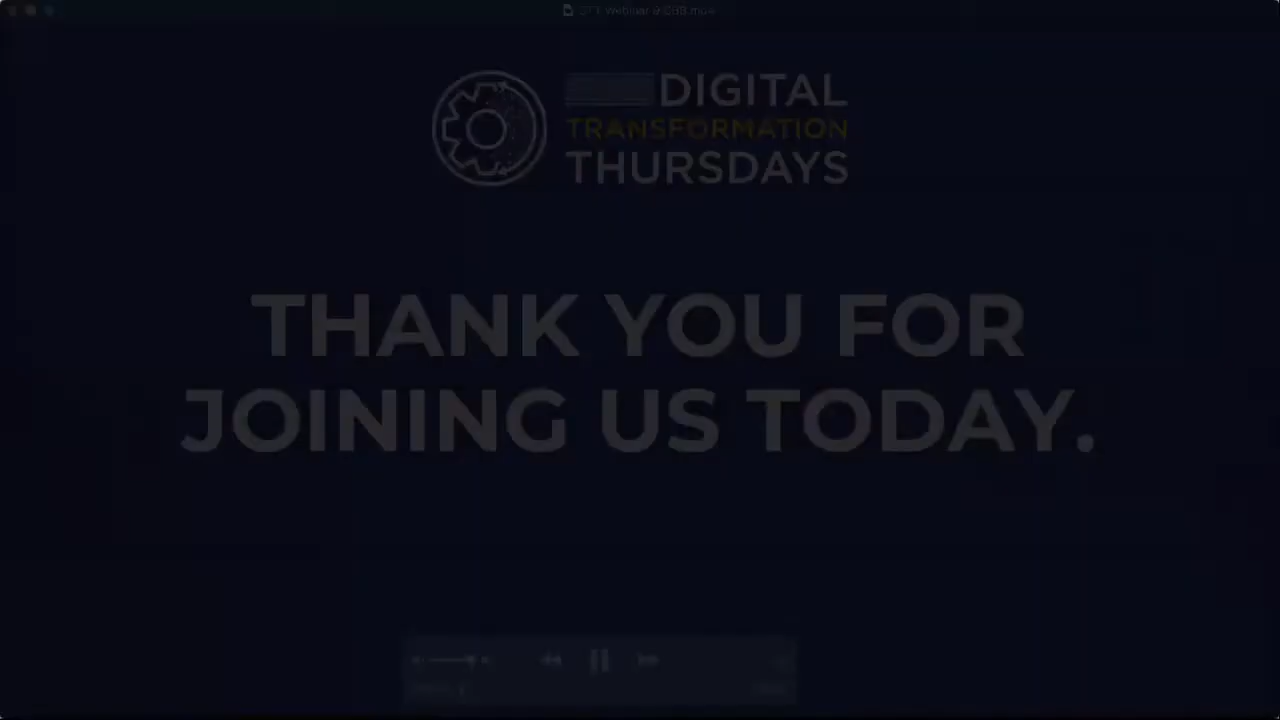 DIGITAL
TRANSFORMATION
THURSDAYS
THANK YOU FOR
JOINING US TODAY.